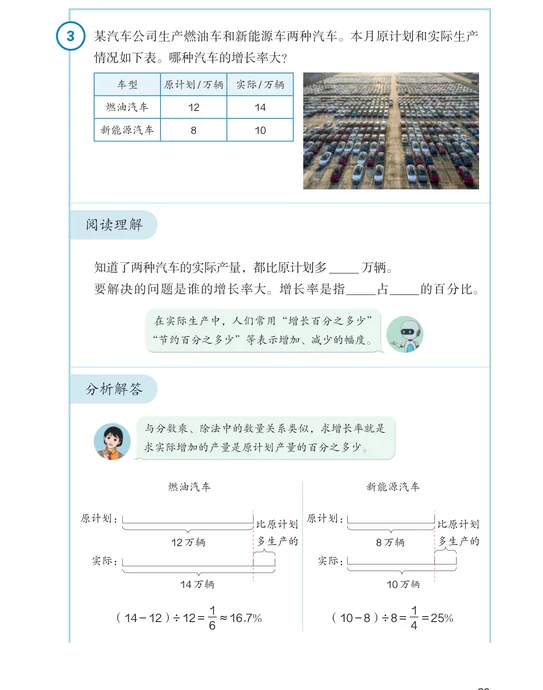 3
某汽车公司生产燃油车和新能源车两种汽车。本月原计划和实际生产
情况如下表。哪种汽车的增长率大?
车型 原计划/万辆 实际/万辆
燃油汽车 12 14
新能源汽车 8 10
阅读理解
知道了两种汽车的实际产量，都比原计划多____万辆。
要解决的问题是谁的增长率大。增长率是指____占____的百分比。
在实际生产中，人们常用“增长百分之多少”
“节约百分之多少”等表示增加、减少的幅度。
分析解答
与分数乘、除法中的数量关系类似，求增长率就是
求实际增加的产量是原计划产量的百分之多少。
燃油汽车
原计划：
12万辆
比原计划
多生产的
实际：
14万辆
(14－12)÷12＝1/6≈16.7%
新能源汽车
原计划：
8万辆
比原计划
多生产的
实际：
10万辆
(10－8)÷8＝1/4＝25%